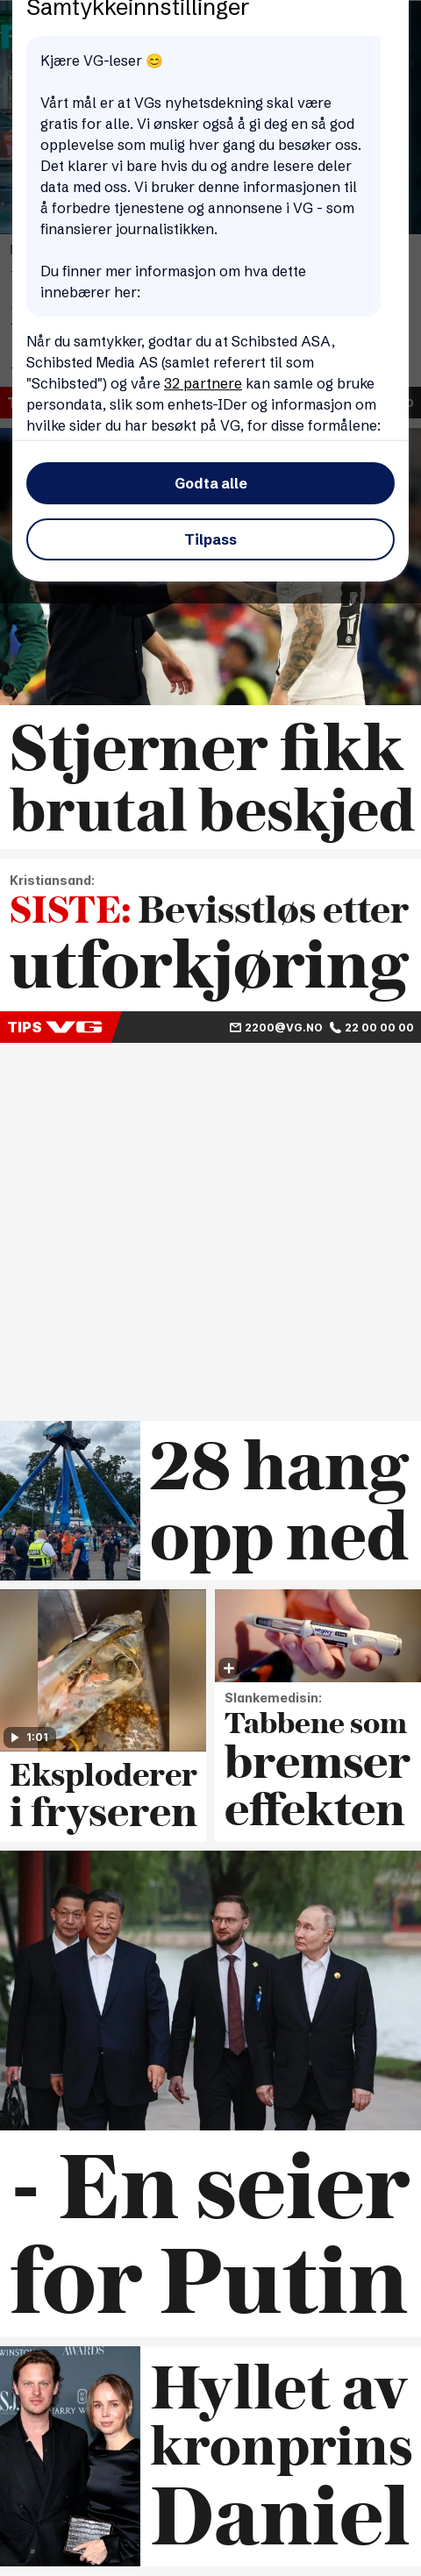 Samtykkeinnstillinger
Kjære VG-leser 😊
Vårt mål er at VGs nyhetsdekning skal være
gratis for alle. Vi ønsker også å gi deg en så god
opplevelse som mulig hver gang du besøker oss.
Det klarer vi bare hvis du og andre lesere deler
data med oss. Vi bruker denne informasjonen til
å forbedre tjenestene og annonsene i VG - som
finansierer journalistikken.
Du finner mer informasjon om hva dette
innebærer her:
Når du samtykker, godtar du at Schibsted ASA,
Schibsted Media AS (samlet referert til som
"Schibsted") og våre 32 partnere kan samle og bruke
persondata, slik som enhets-IDer og informasjon om
hvilke sider du har besøkt på VG, for disse formålene:
Godta alle
Tilpass
Stjerner fikk
brutal beskjed
Kristiansand:
SISTE: Bevisstløs etter
utforkjøring
TIPS VG 2200@VG.NO 22 00 00 00
28 hang
opp ned
1:01
Eksploderer
i fryseren
Slankemedisin:
Tabbene som
bremser
effekten
- En seier
for Putin
WINSTON AWARDS
HARRY W
Hyllet av
kronprins
Daniel